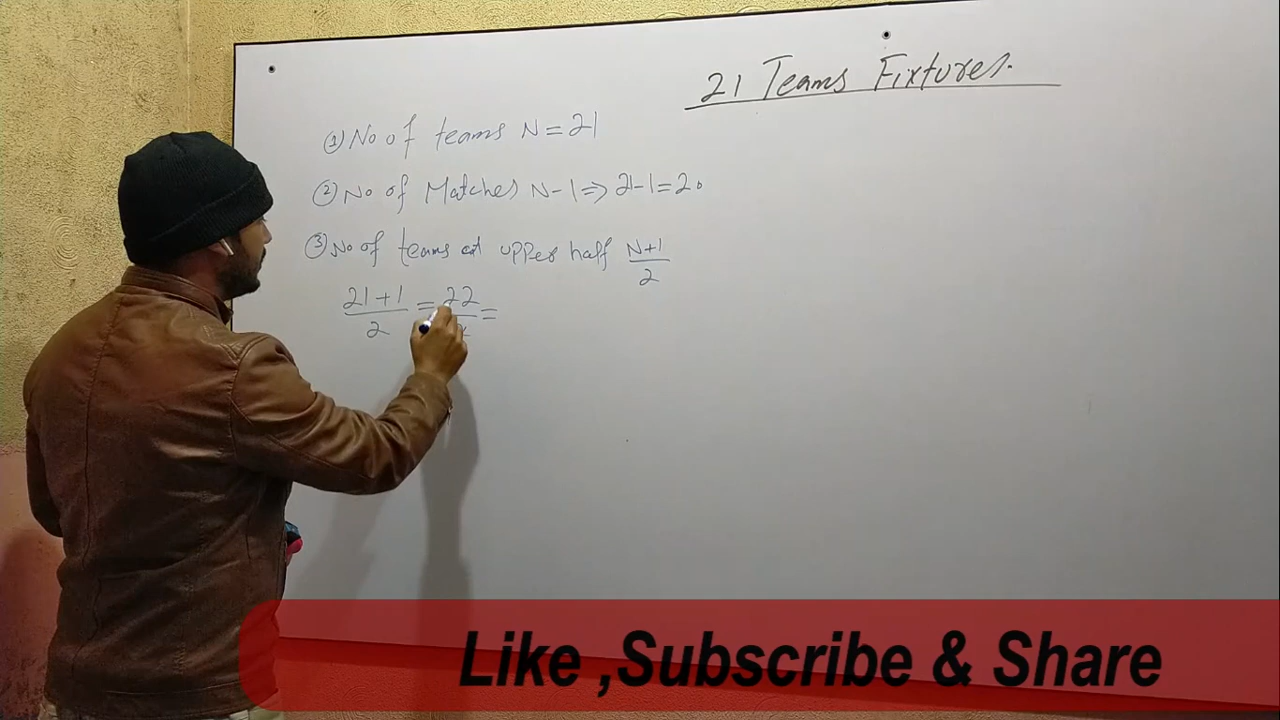 21 Teams Fixtures.
① No of teams N = 21
② No of Matches N-1 ⇒ 21-1 = 20
③ No of teams at upper half N+1/2
21+1/2 = 22/2 =
Like ,Subscribe & Share